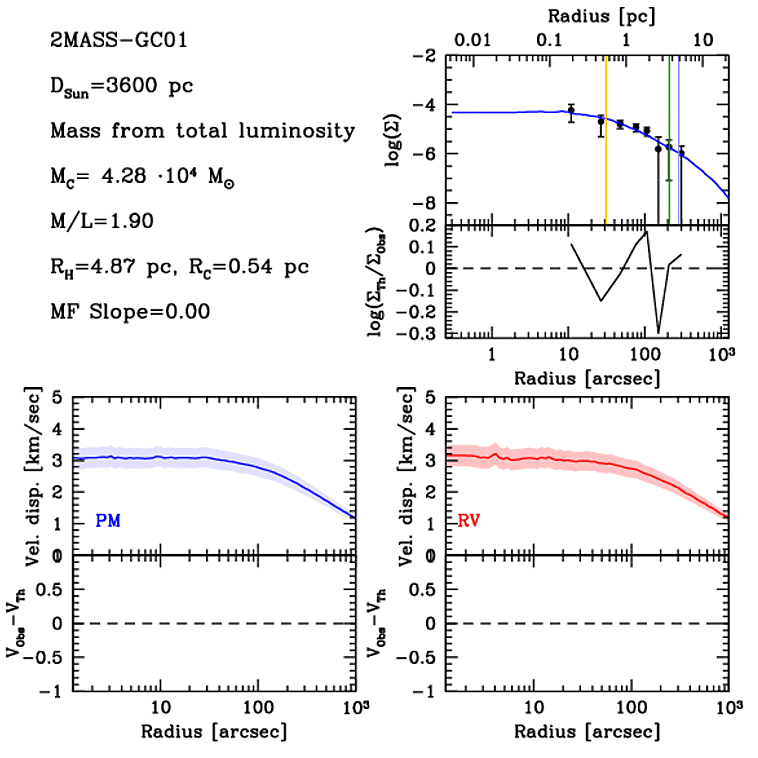 2MASS-GC01
D_Sun=3600 pc
Mass from total luminosity
M_C= 4.28 ·10⁴ M_⊙
M/L=1.90
R_H=4.87 pc, R_C=0.54 pc
MF Slope=0.00
Radius [pc]
0.01 0.1 1 10
log(Σ)
-2
-4
-6
-8
log(Σ_Th/Σ_Obs)
0.2
0.1
0
-0.1
-0.2
-0.3
1 10 100 10³
Radius [arcsec]
Vel. disp. [km/sec]
5
4
3
2
1
0
PM
V_Obs-V_Th
0.5
0
-0.5
-1
10 100 10³
Radius [arcsec]
Vel. disp. [km/sec]
5
4
3
2
1
0
RV
V_Obs-V_Th
0.5
0
-0.5
-1
10 100 10³
Radius [arcsec]